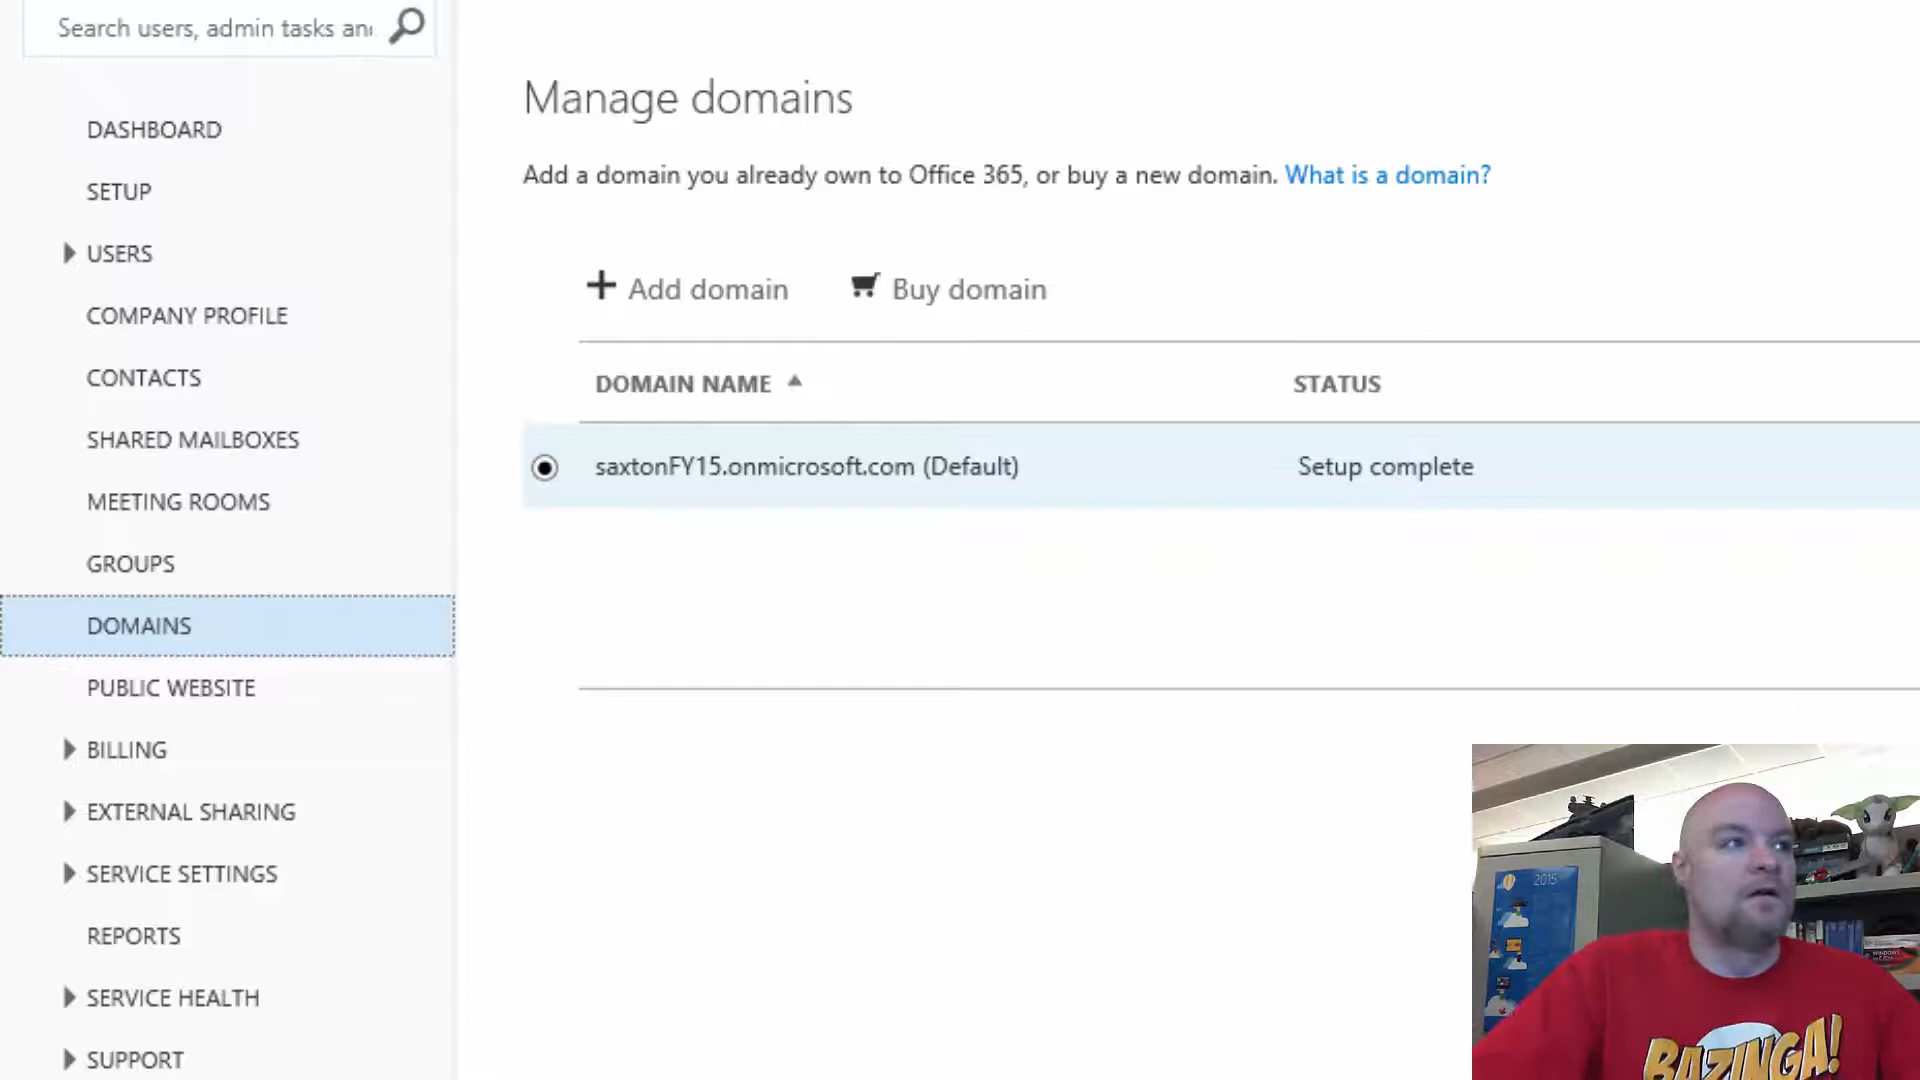 Search users, admin tasks an
DASHBOARD
SETUP
USERS
COMPANY PROFILE
CONTACTS
SHARED MAILBOXES
MEETING ROOMS
GROUPS
DOMAINS
PUBLIC WEBSITE
BILLING
EXTERNAL SHARING
SERVICE SETTINGS
REPORTS
SERVICE HEALTH
SUPPORT
Manage domains
Add a domain you already own to Office 365, or buy a new domain. What is a domain?
Add domain Buy domain
DOMAIN NAME STATUS
saxtonFY15.onmicrosoft.com (Default) Setup complete
2015
BAZINGA!